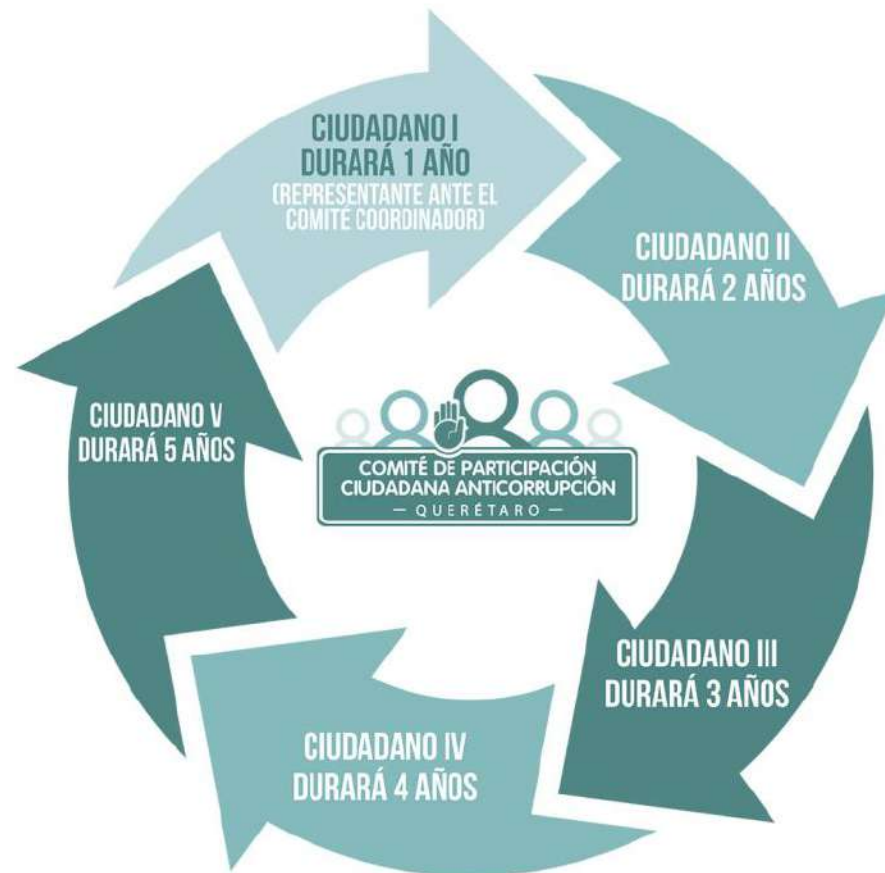 CIUDADANO I
DURARÁ 1 AÑO
(REPRESENTANTE ANTE EL
COMITÉ COORDINADOR)
CIUDADANO II
DURARÁ 2 AÑOS
CIUDADANO III
DURARÁ 3 AÑOS
CIUDADANO IV
DURARÁ 4 AÑOS
CIUDADANO V
DURARÁ 5 AÑOS
COMITÉ DE PARTICIPACIÓN
CIUDADANA ANTICORRUPCIÓN
— QUERÉTARO —